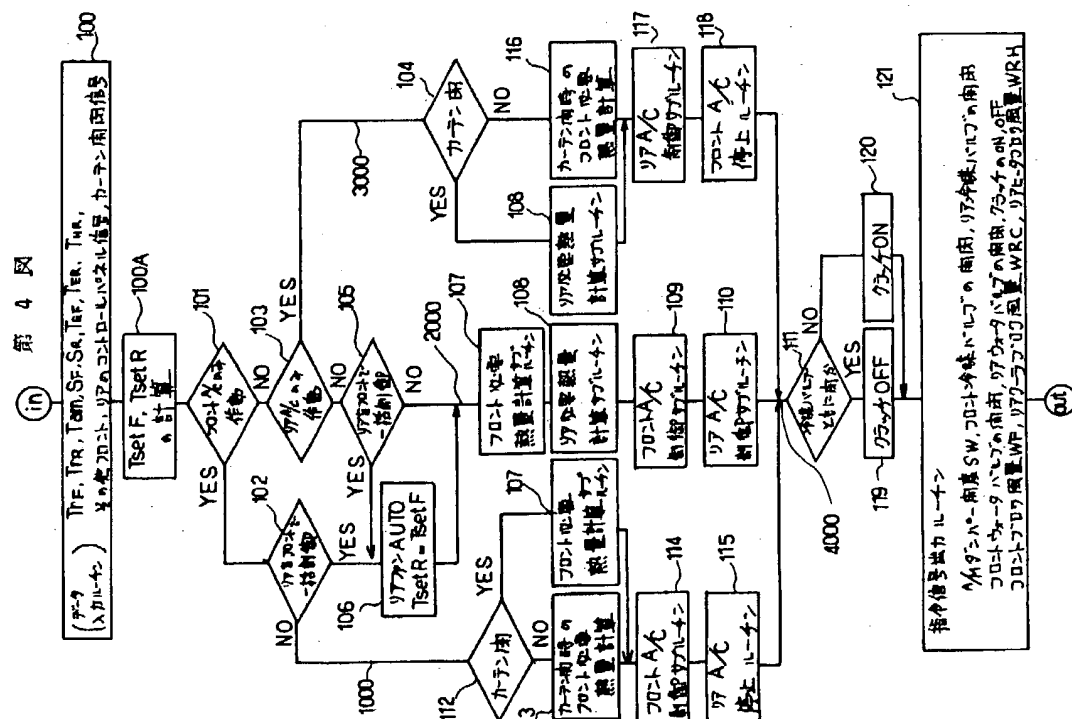 第 4 図
in
100
(データ
入力ルーチン)
TrF, TrR, Tam, SF, SR, TEF, TER, THR,
その他フロント,リアのコントロールパネル信号,カーテン開閉信号
100A
TsetF, TsetR
の計算
101
フロントA/Cのみ
作動
YES
NO
102
リアをフロントと
一括制御
NO
YES
103
リアA/Cのみ
作動
YES
NO
104
カーテン閉
YES
NO
3000
105
リアをフロントと
一括制御
NO
106
リアファンAUTO
TsetR=TsetF
2000
1000
112
カーテン閉
YES
NO
3
カーテン開時の
フロント必要
熱量計算
107
フロント必要
熱量計算サブ
ルーチン
114
フロントA/C
制御サブルーチン
115
リアA/C
停止ルーチン
107
フロント必要
熱量計算サブルーチン
108
リア必要熱量
計算サブルーチン
109
フロントA/C
制御サブルーチン
110
リアA/C
制御サブルーチン
108
リア必要熱量
計算サブルーチン
116
カーテン開時の
フロント必要
熱量計算
117
リアA/C
制御サブルーチン
118
フロントA/C
停止ルーチン
4000
111
冷媒バルブ
ともに閉か
YES
NO
119
クラッチOFF
120
クラッチON
121
指令信号出力ルーチン
A/Mダンパー開度SW,フロント冷媒バルブの開閉,リア冷媒バルブの開閉
フロントウォータバルブの開閉,リアウォータバルブの開閉,クラッチのON,OFF
フロントブロワ風量WF,リアクーラブロワ風量WRC,リアヒータブロワ風量WRH
out